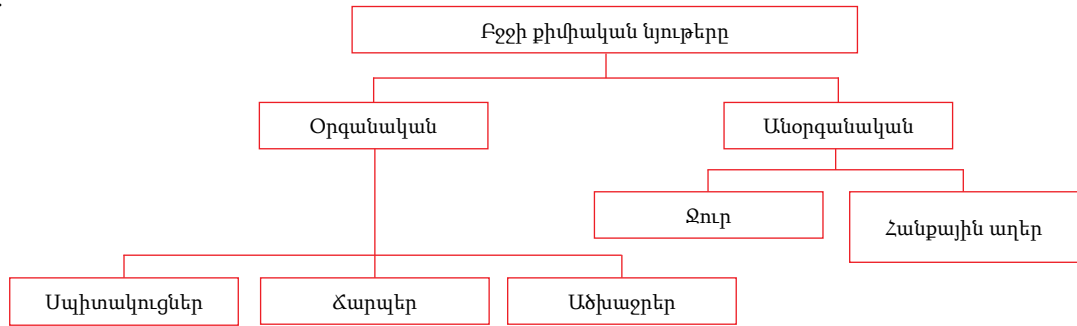 Բջջի քիմիական նյութերը
Օրգանական
Անօրգանական
Ջուր
Հանքային աղեր
Սպիտակուցներ
Ճարպեր
Ածխաջրեր